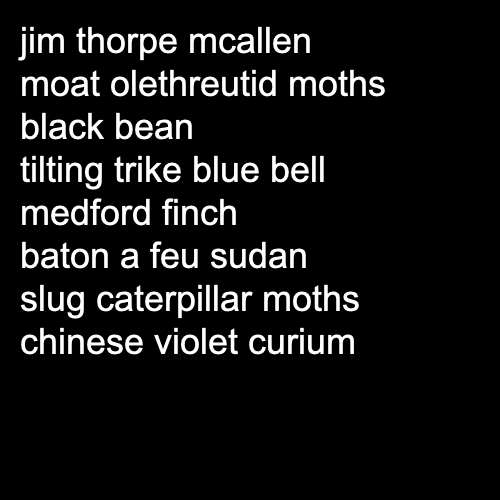 jim thorpe mcallen
moat olethreutid moths
black bean
tilting trike blue bell
medford finch
baton a feu sudan
slug caterpillar moths
chinese violet curium